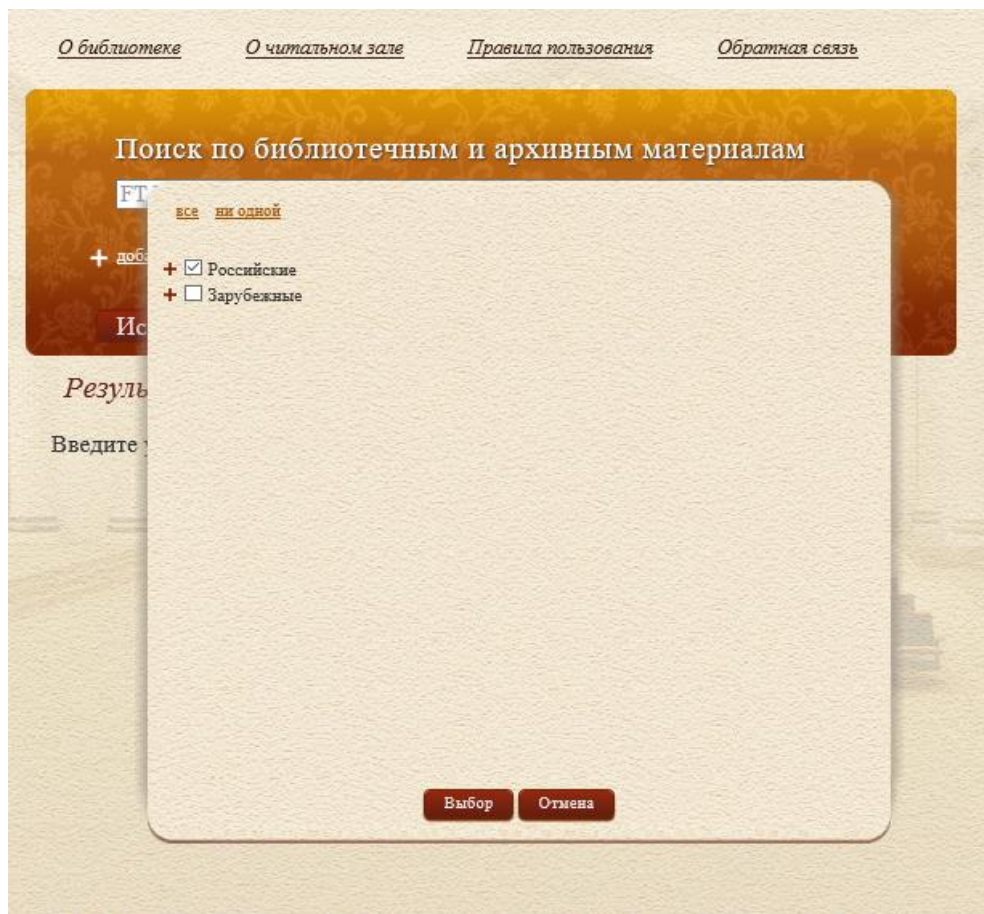 О библиотеке О читальном зале Правила пользования Обратная связь
Поиск по библиотечным и архивным материалам
FT
все ни одной
Российские
Зарубежные
Введите
Выбор Отмена